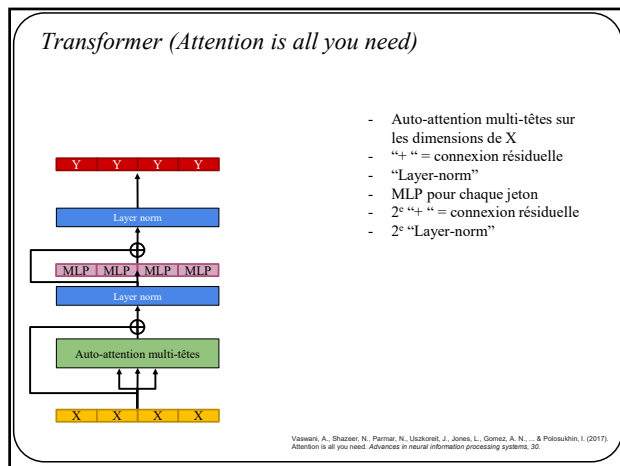 Transformer (Attention is all you need)
- Auto-attention multi-têtes sur
les dimensions de X
- “+ “ = connexion résiduelle
- “Layer-norm”
- MLP pour chaque jeton
- 2e “+ “ = connexion résiduelle
- 2e “Layer-norm”
Y Y Y Y
Layer norm
MLP MLP MLP MLP
Layer norm
Auto-attention multi-têtes
X X X X
Vaswani, A., Shazeer, N., Parmar, N., Uszkoreit, J., Jones, L., Gomez, A. N., ... & Polosukhin, I. (2017).
Attention is all you need. Advances in neural information processing systems, 30.